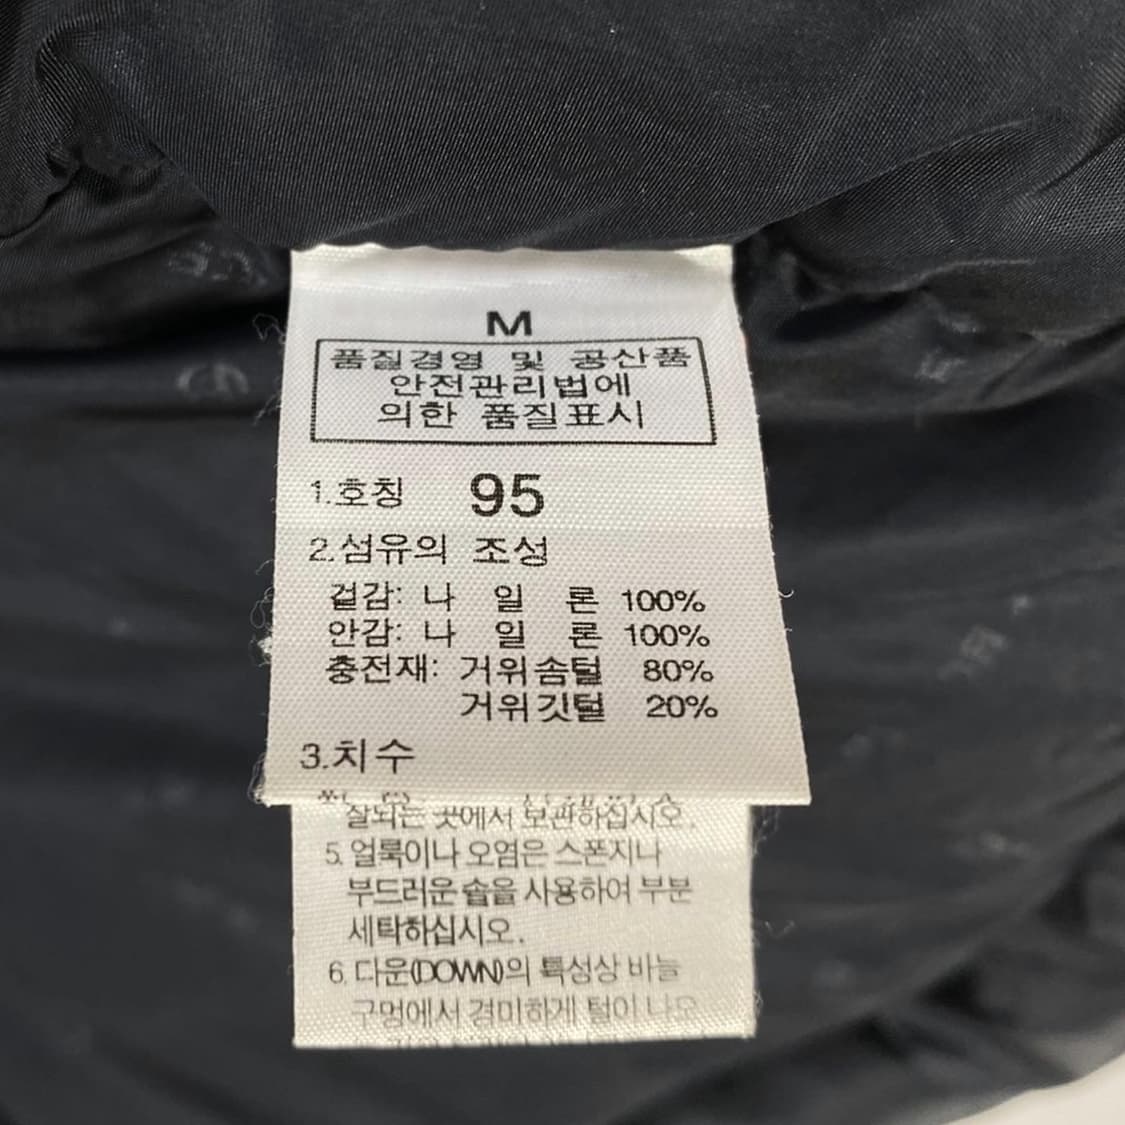 M
품질경영 및 공산품
안전관리법에
의한 품질표시
1.호칭 95
2.섬유의 조성
겉감: 나 일 론 100%
안감: 나 일 론 100%
충전재: 거위솜털 80%
거위깃털 20%
3.치수
잘되는 곳에서 보관하십시오.
5. 얼룩이나 오염은 스폰지나
부드러운 솔을 사용하여 부분
세탁하십시오.
6. 다운(DOWN)의 특성상 바늘
구멍에서 경미하게 털이 나오